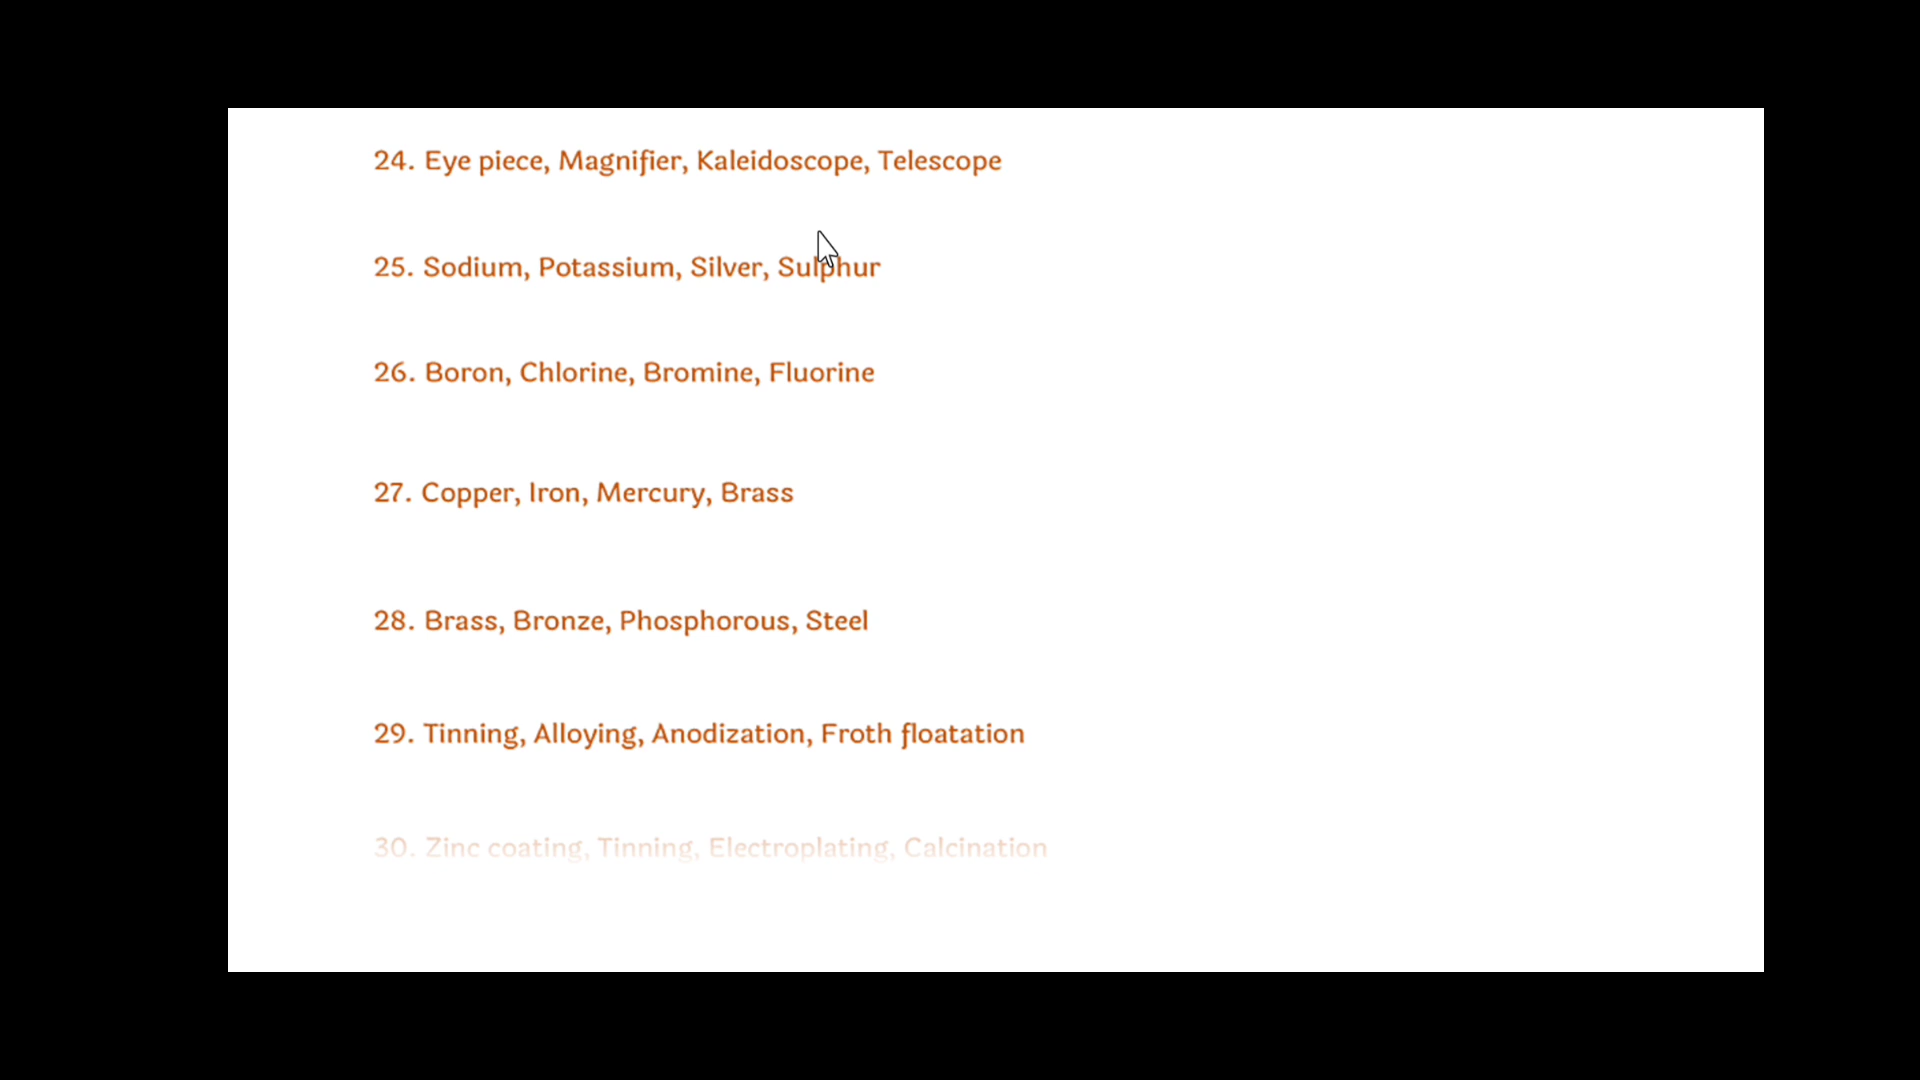 24. Eye piece, Magnifier, Kaleidoscope, Telescope
25. Sodium, Potassium, Silver, Sulphur
26. Boron, Chlorine, Bromine, Fluorine
27. Copper, Iron, Mercury, Brass
28. Brass, Bronze, Phosphorous, Steel
29. Tinning, Alloying, Anodization, Froth floatation
30. Zinc coating, Tinning, Electroplating, Calcination